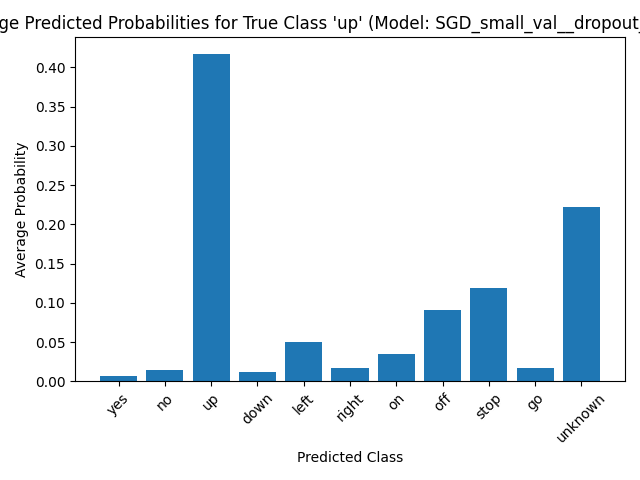 ge Predicted Probabilities for True Class 'up' (Model: SGD_small_val__dropout_
0.40
0.35
0.30
0.25
0.20
0.15
0.10
0.05
0.00
Average Probability
yes
no
up
down
left
right
on
off
stop
go
unknown
Predicted Class